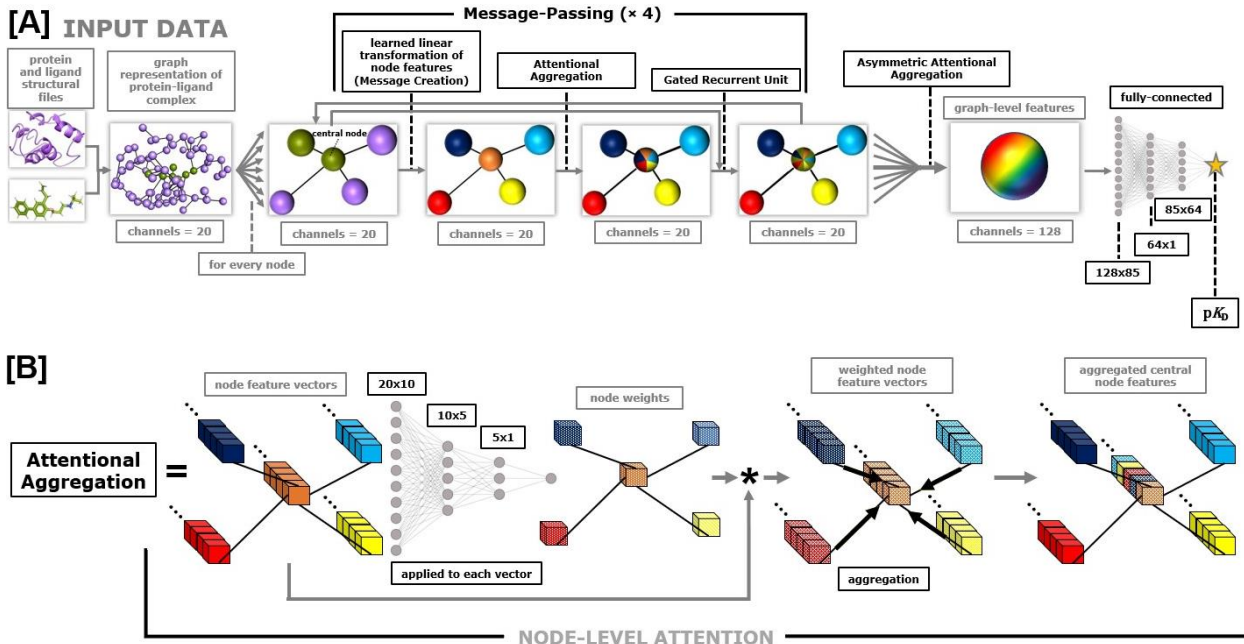 [A] INPUT DATA
Message-Passing (× 4)
protein
and ligand
structural
files
graph
representation of
protein-ligand
complex
learned linear
transformation of
node features
(Message Creation)
Attentional
Aggregation
Gated Recurrent Unit
Asymmetric Attentional
Aggregation
graph-level features
fully-connected
central node
channels = 20
channels = 20
channels = 20
channels = 20
channels = 20
channels = 128
for every node
85x64
64x1
128x85
pKD
[B]
node feature vectors
20x10
10x5
5x1
node weights
weighted node
feature vectors
aggregated central
node features
Attentional
Aggregation
=
*
applied to each vector
aggregation
NODE-LEVEL ATTENTION